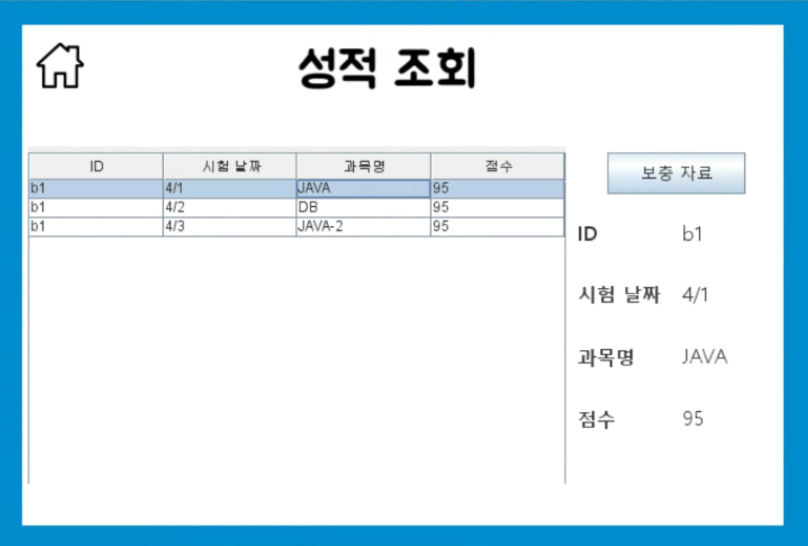 성적 조회
ID 시험 날짜 과목명 점수
b1 4/1 JAVA 95
b1 4/2 DB 95
b1 4/3 JAVA-2 95
보충 자료
ID b1
시험 날짜 4/1
과목명 JAVA
점수 95